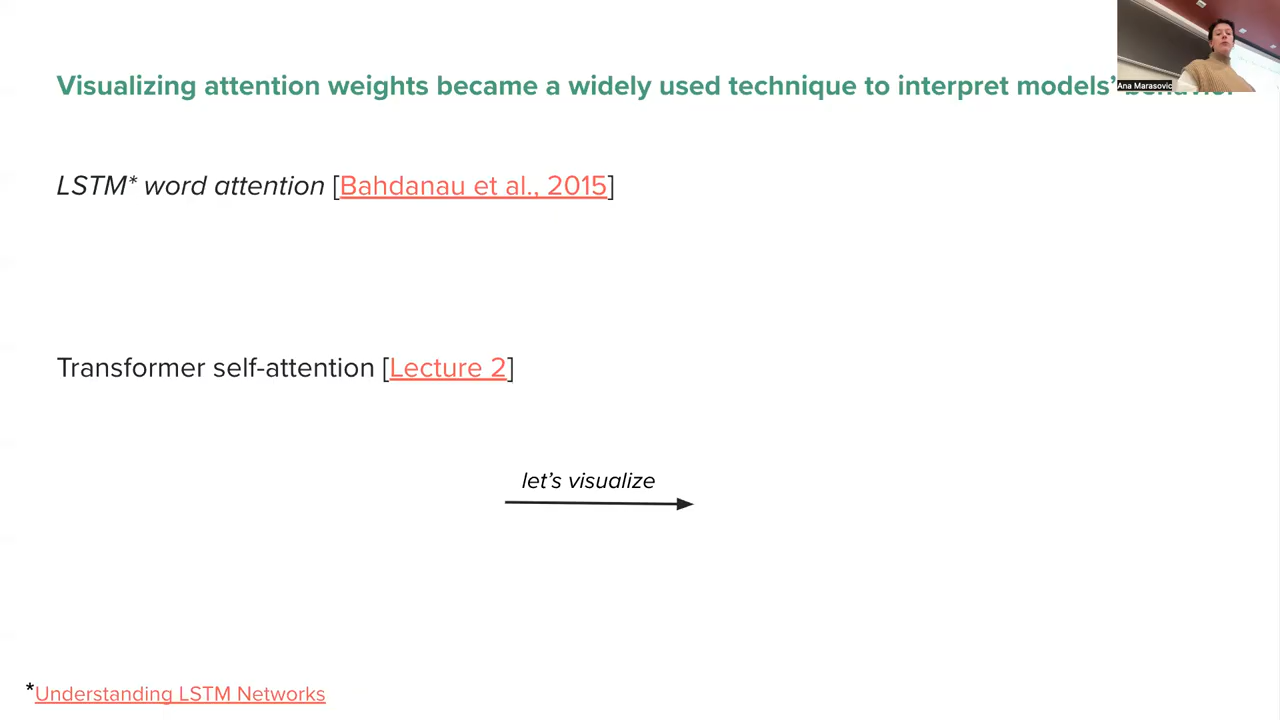 Visualizing attention weights became a widely used technique to interpret models'
Ana Marasovic
LSTM* word attention [Bahdanau et al., 2015]
Transformer self-attention [Lecture 2]
let's visualize
*Understanding LSTM Networks